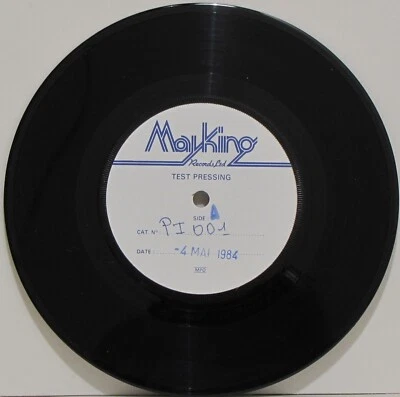 Mayking
Records Ltd
TEST PRESSING
SIDE A
CAT. Nº PI 001
DATE -4 MAI 1984